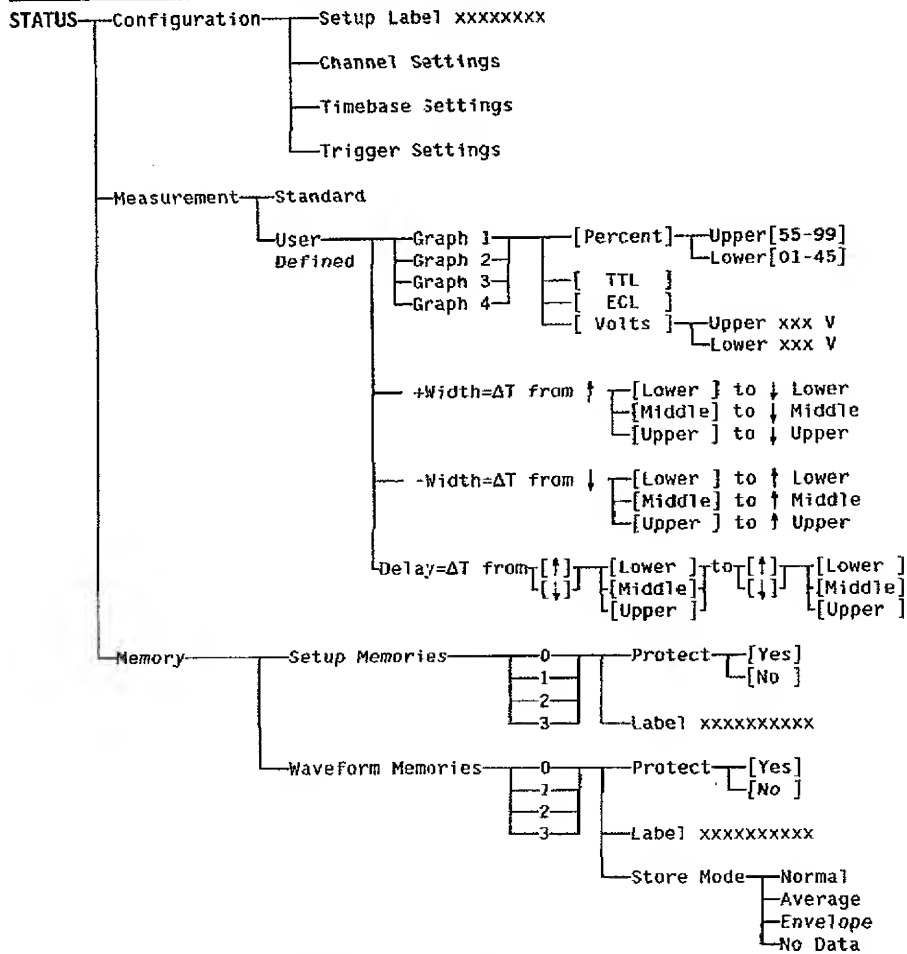 STATUS Configuration Setup Label xxxxxxxx
Channel Settings
Timebase Settings
Trigger Settings
Measurement Standard
User Graph 1 [Percent] Upper[55-99]
Defined Graph 2 Lower[01-45]
Graph 3 [ TTL ]
Graph 4 [ ECL ]
[ Volts ] Upper xxx V
Lower xxx V
+Width=ΔT from ↑ [Lower ] to ↓ Lower
[Middle] to ↓ Middle
[Upper ] to ↓ Upper
-Width=ΔT from ↓ [Lower ] to ↑ Lower
[Middle] to ↑ Middle
[Upper ] to ↑ Upper
Delay=ΔT from [↑] [Lower ] to [↑] [Lower ]
[↓] [Middle] [↓] [Middle]
[Upper ] [Upper ]
Memory Setup Memories 0 Protect [Yes]
1 [No ]
2
3 Label xxxxxxxxxx
Waveform Memories 0 Protect [Yes]
1 [No ]
2
3 Label xxxxxxxxxx
Store Mode Normal
Average
Envelope
No Data